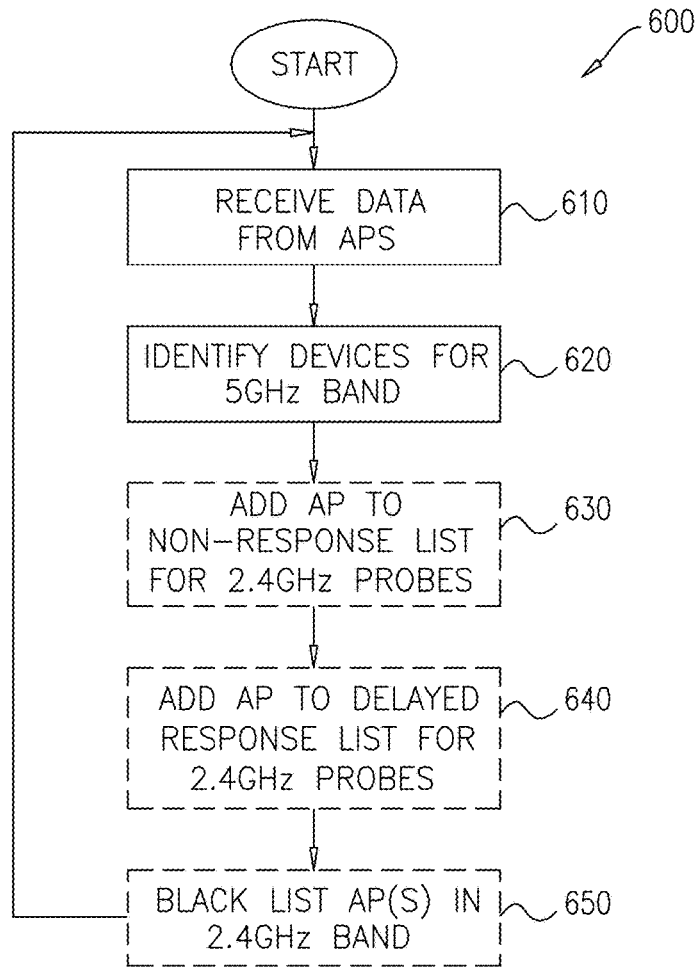 600
START
RECEIVE DATA
FROM APS
610
IDENTIFY DEVICES FOR
5GHz BAND
620
ADD AP TO
NON-RESPONSE LIST
FOR 2.4GHz PROBES
630
ADD AP TO DELAYED
RESPONSE LIST FOR
2.4GHz PROBES
640
BLACK LIST AP(S) IN
2.4GHz BAND
650